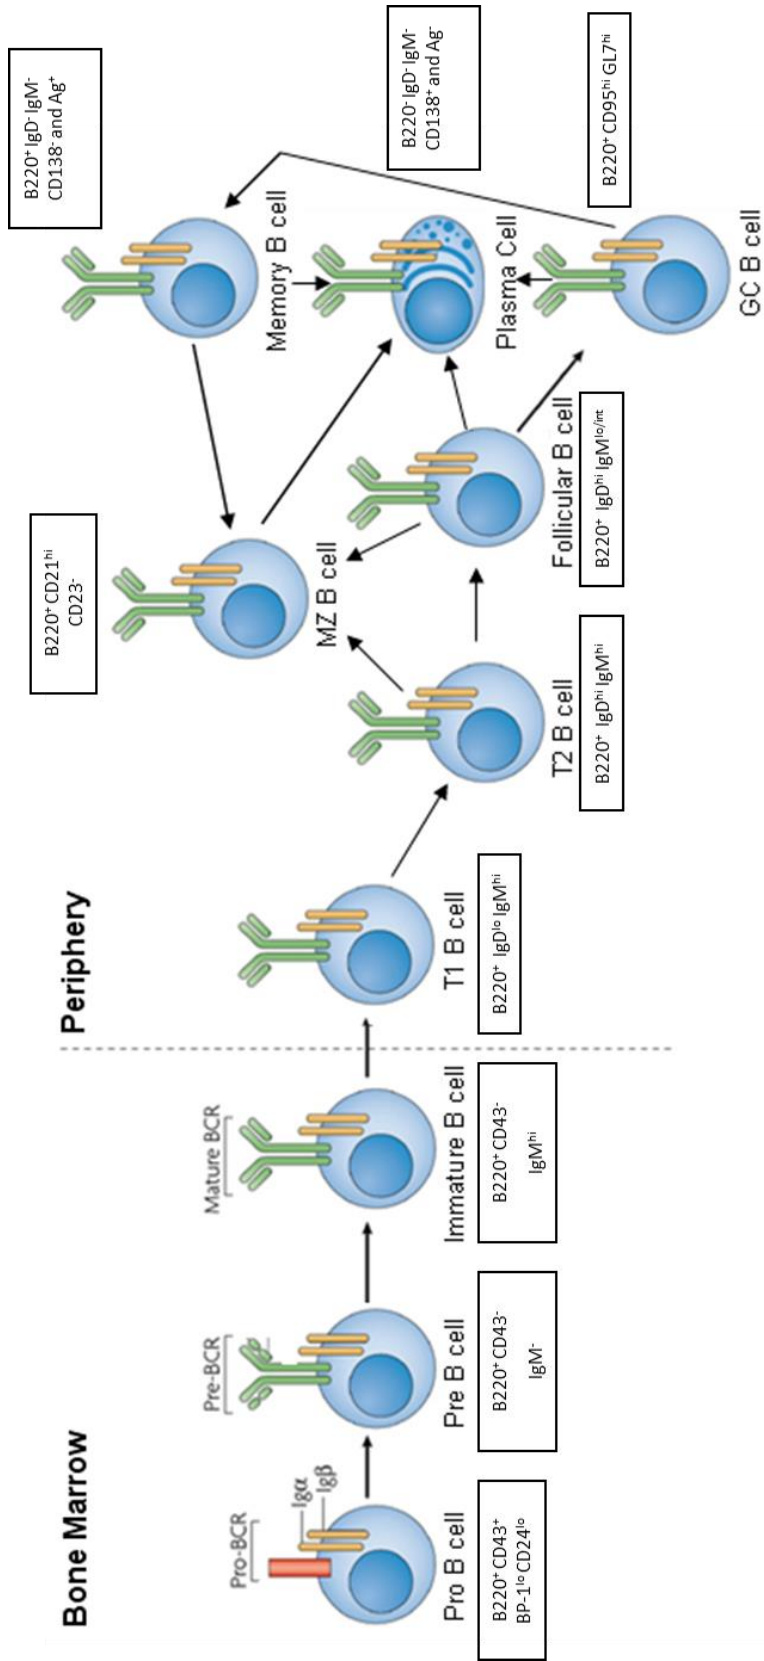 Bone Marrow
Periphery
Pro-BCR
Igα
Igβ
Pro B cell
B220⁺ CD43⁺
BP-1ˡᵒ CD24ˡᵒ
Pre-BCR
Pre B cell
B220⁺ CD43⁻
IgM⁻
Mature BCR
Immature B cell
B220⁺ CD43⁻
IgMʰⁱ
T1 B cell
B220⁺ IgDˡᵒ IgMʰⁱ
T2 B cell
B220⁺ IgDʰⁱ IgMʰⁱ
B220⁺ CD21ʰⁱ
CD23⁻
MZ B cell
Follicular B cell
B220⁺ IgDʰⁱ IgMˡᵒ/ⁱⁿᵗ
B220⁺ IgD⁻ IgM⁻
CD138⁻ and Ag⁺
Memory B cell
B220⁻ IgD⁻ IgM⁻
CD138⁺ and Ag⁻
Plasma Cell
B220⁺ CD95ʰⁱ GL7ʰⁱ
GC B cell